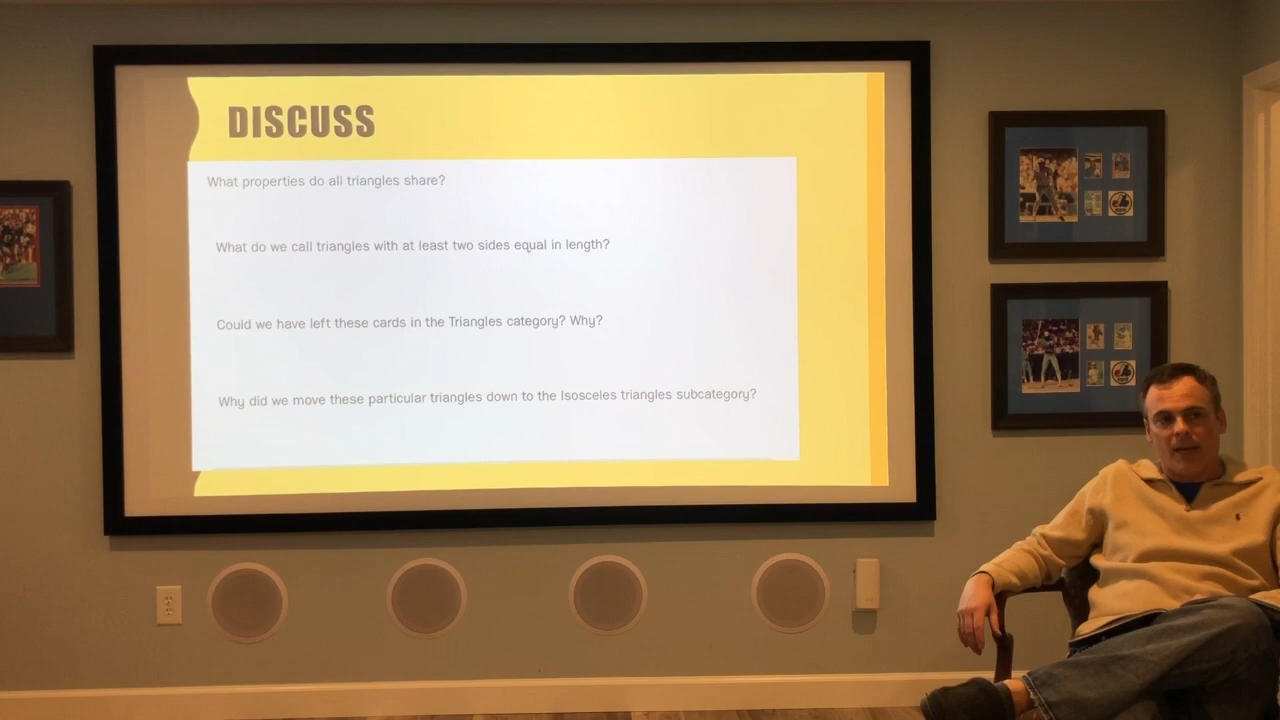 DISCUSS
What properties do all triangles share?
What do we call triangles with at least two sides equal in length?
Could we have left these cards in the Triangles category? Why?
Why did we move these particular triangles down to the Isosceles triangles subcategory?